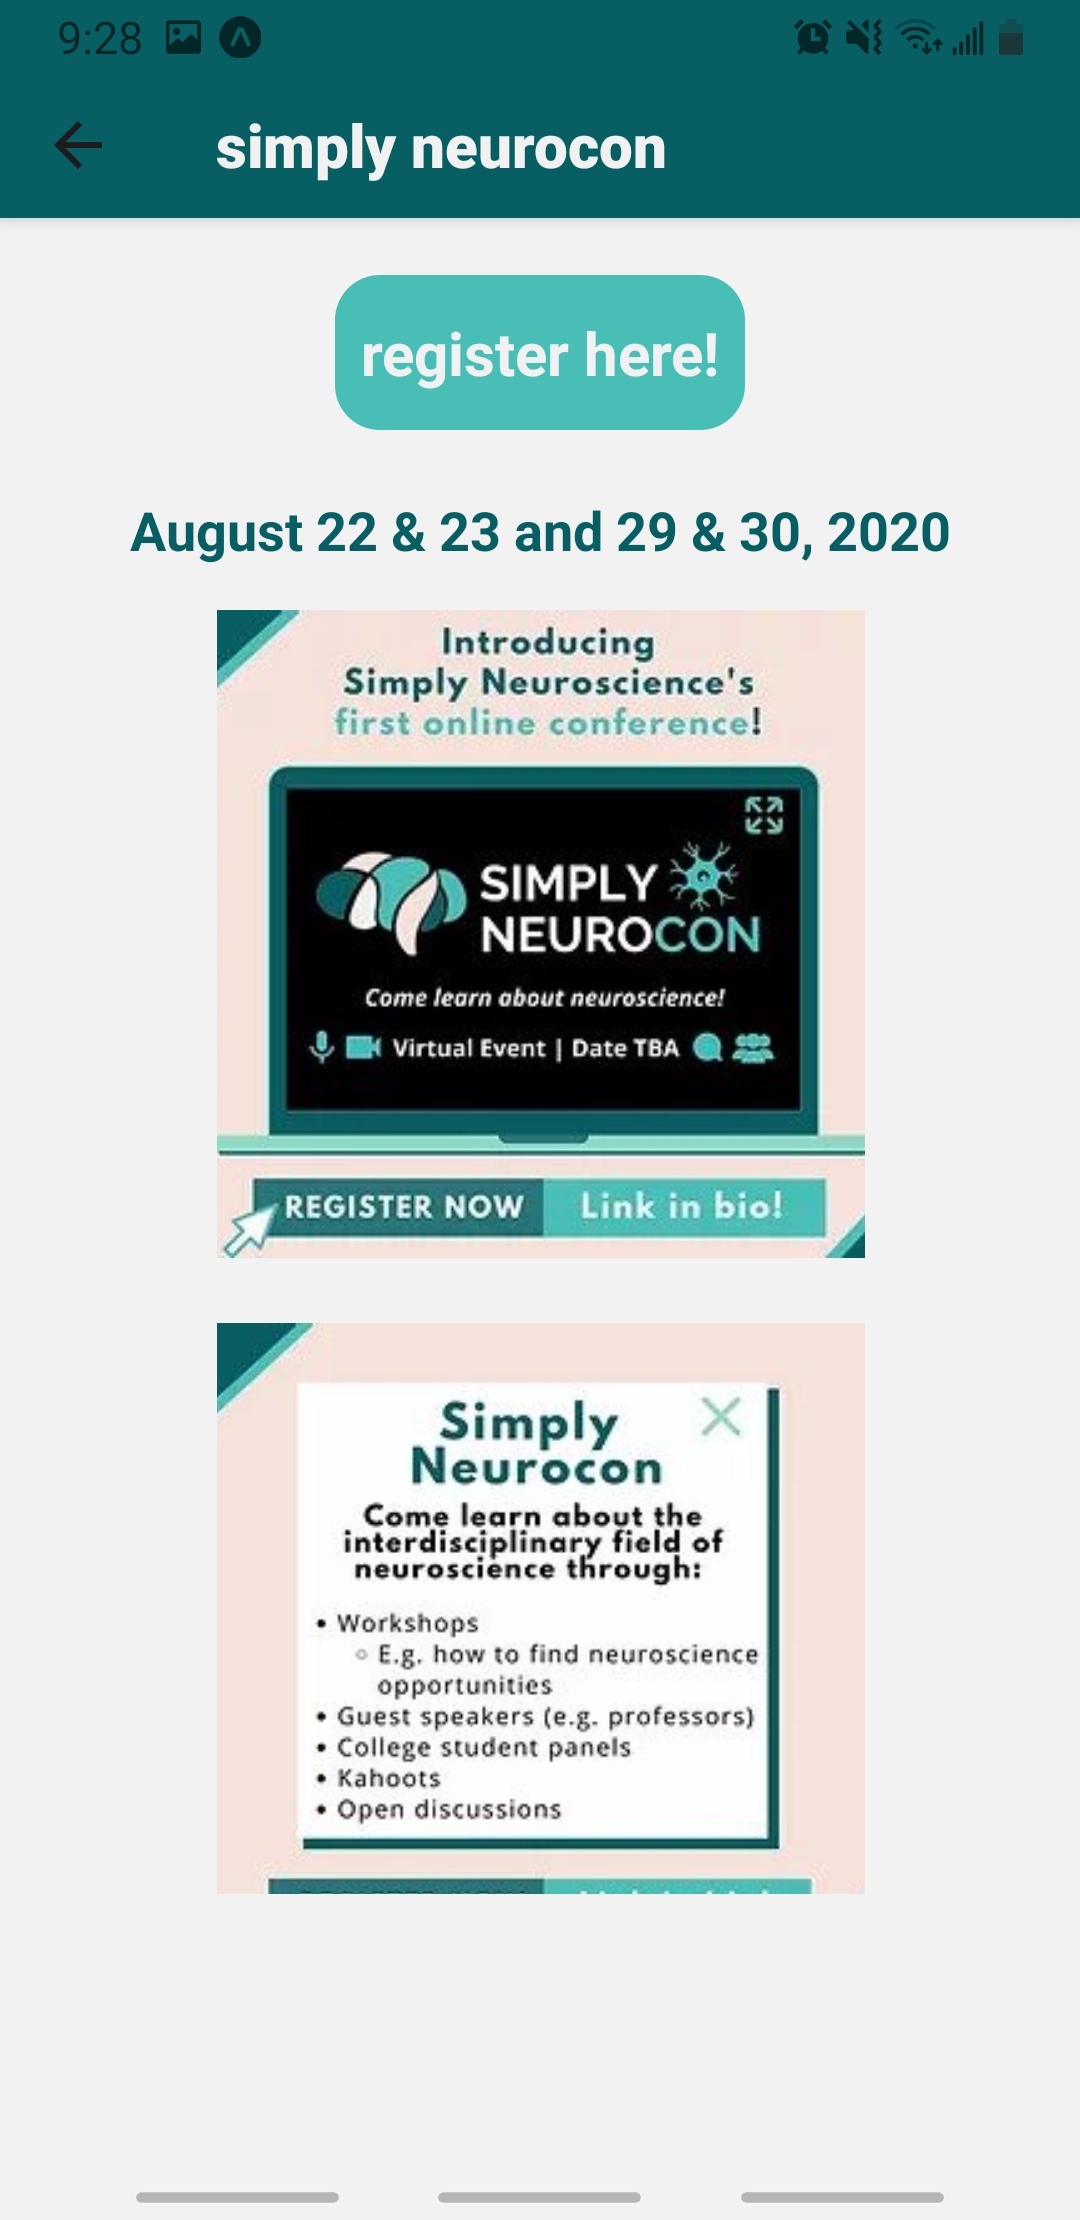 9:28
simply neurocon
register here!
August 22 & 23 and 29 & 30, 2020
Introducing
Simply Neuroscience's
first online conference!
SIMPLY
NEUROCON
Come learn about neuroscience!
Virtual Event | Date TBA
REGISTER NOW Link in bio!
Simply
Neurocon
Come learn about the
interdisciplinary field of
neuroscience through:
• Workshops
◦ E.g. how to find neuroscience
opportunities
• Guest speakers (e.g. professors)
• College student panels
• Kahoots
• Open discussions